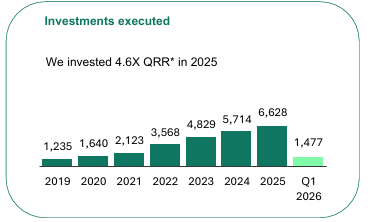 Investments executed
We invested 4.6X QRR* in 2025
1,235 1,640 2,123 3,568 4,829 5,714 6,628 1,477
2019 2020 2021 2022 2023 2024 2025 Q1
2026